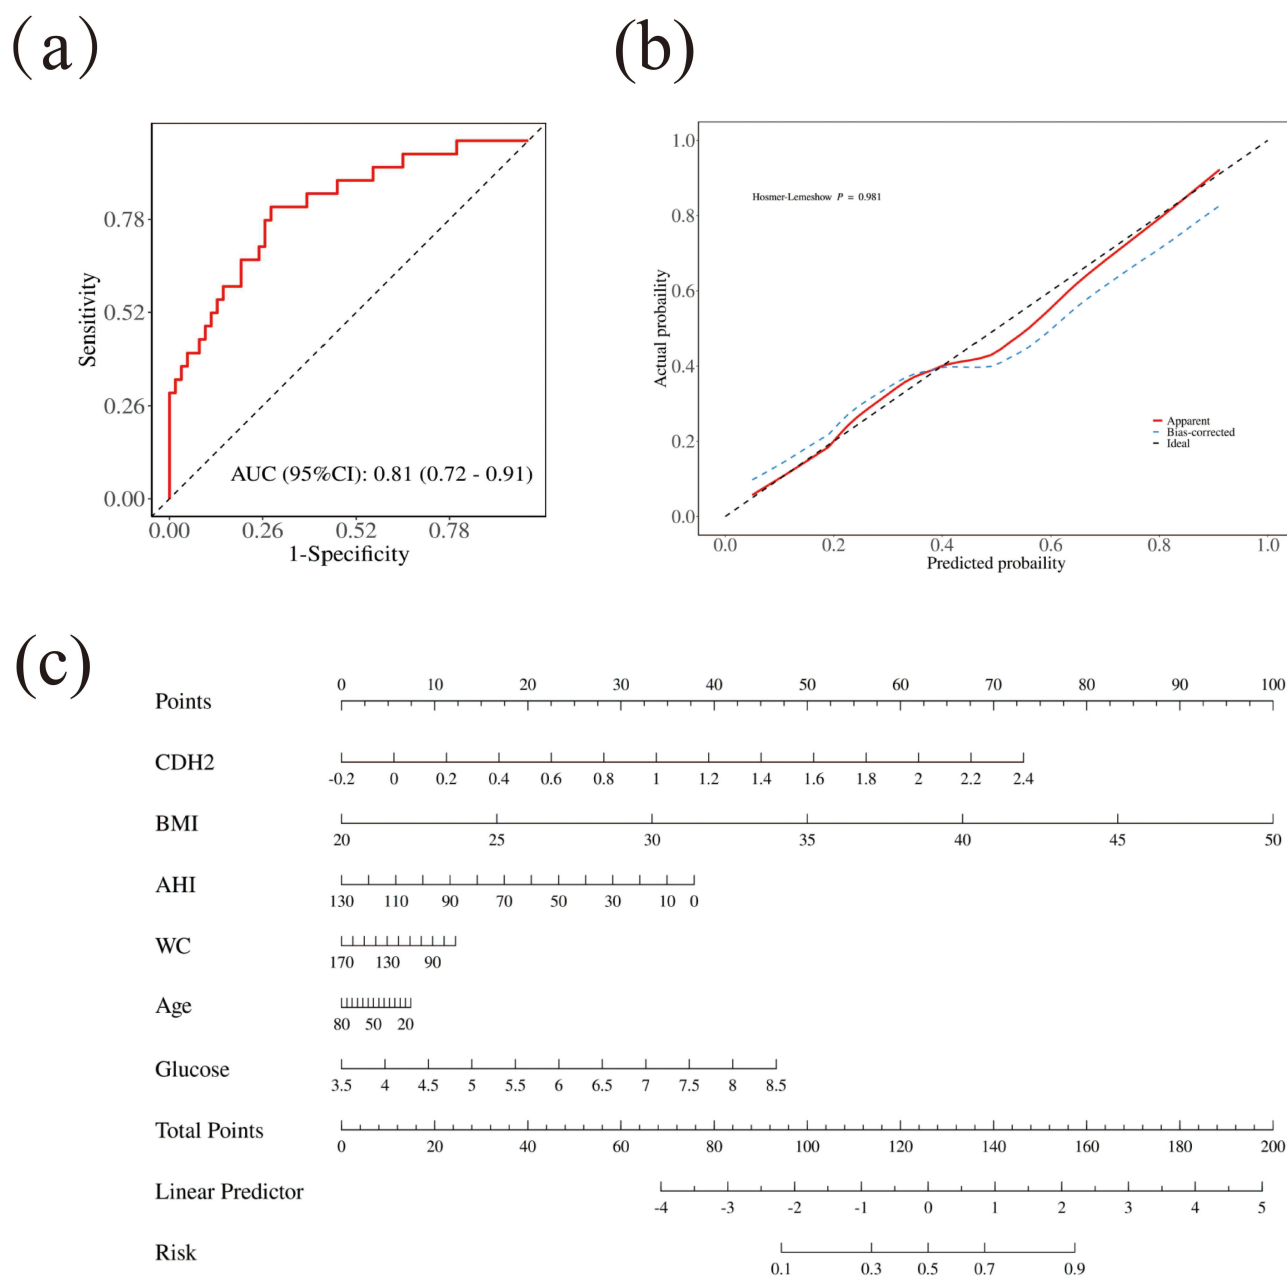 (a)
(b)
0.78
0.52
0.26
0.00
Sensitivity
AUC (95%CI): 0.81 (0.72 - 0.91)
0.00 0.26 0.52 0.78
1-Specificity
1.0
0.8
0.6
0.4
0.2
0.0
Actual probaility
Hosmer-Lemeshow P = 0.981
Apparent
Bias-corrected
Ideal
0.0 0.2 0.4 0.6 0.8 1.0
Predicted probaility
(c)
0 10 20 30 40 50 60 70 80 90 100
Points
CDH2
-0.2 0 0.2 0.4 0.6 0.8 1 1.2 1.4 1.6 1.8 2 2.2 2.4
BMI
20 25 30 35 40 45 50
AHI
130 110 90 70 50 30 10 0
WC
170 130 90
Age
80 50 20
Glucose
3.5 4 4.5 5 5.5 6 6.5 7 7.5 8 8.5
Total Points
0 20 40 60 80 100 120 140 160 180 200
Linear Predictor
-4 -3 -2 -1 0 1 2 3 4 5
Risk
0.1 0.3 0.5 0.7 0.9